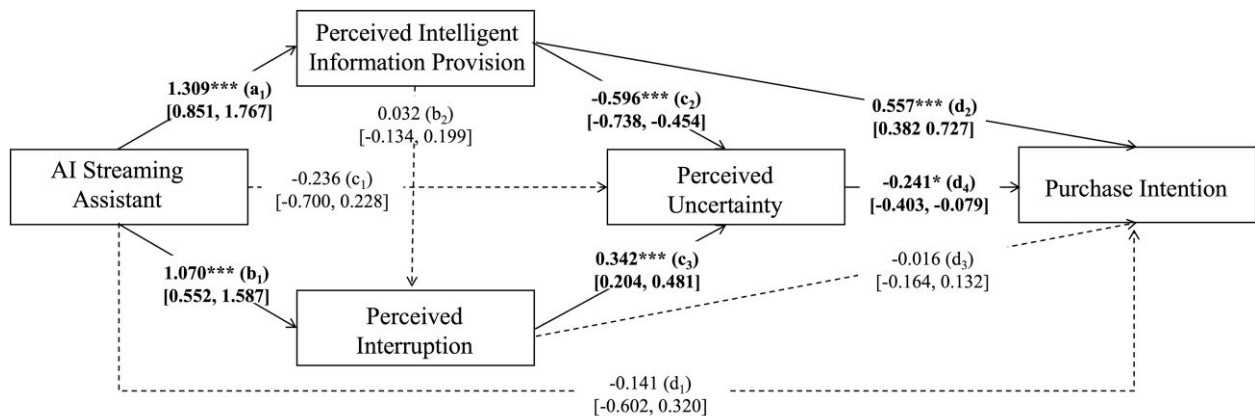 Perceived Intelligent
Information Provision
1.309*** (a₁)
[0.851, 1.767]
0.032 (b₂)
[-0.134, 0.199]
-0.596*** (c₂)
[-0.738, -0.454]
0.557*** (d₂)
[0.382 0.727]
AI Streaming
Assistant
-0.236 (c₁)
[-0.700, 0.228]
Perceived
Uncertainty
-0.241* (d₄)
[-0.403, -0.079]
Purchase Intention
1.070*** (b₁)
[0.552, 1.587]
0.342*** (c₃)
[0.204, 0.481]
-0.016 (d₃)
[-0.164, 0.132]
Perceived
Interruption
-0.141 (d₁)
[-0.602, 0.320]